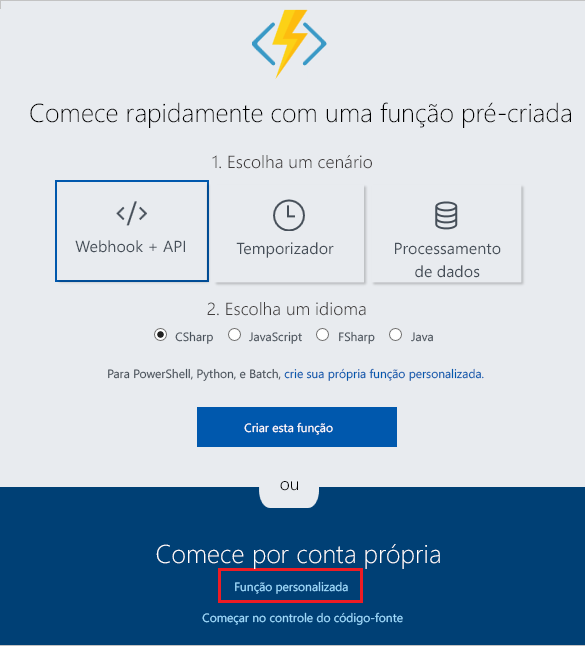 Comece rapidamente com uma função pré-criada
1. Escolha um cenário
Webhook + API
Temporizador
Processamento
de dados
2. Escolha um idioma
CSharp JavaScript FSharp Java
Para PowerShell, Python, e Batch, crie sua própria função personalizada.
Criar esta função
ou
Comece por conta própria
Função personalizada
Começar no controle do código-fonte